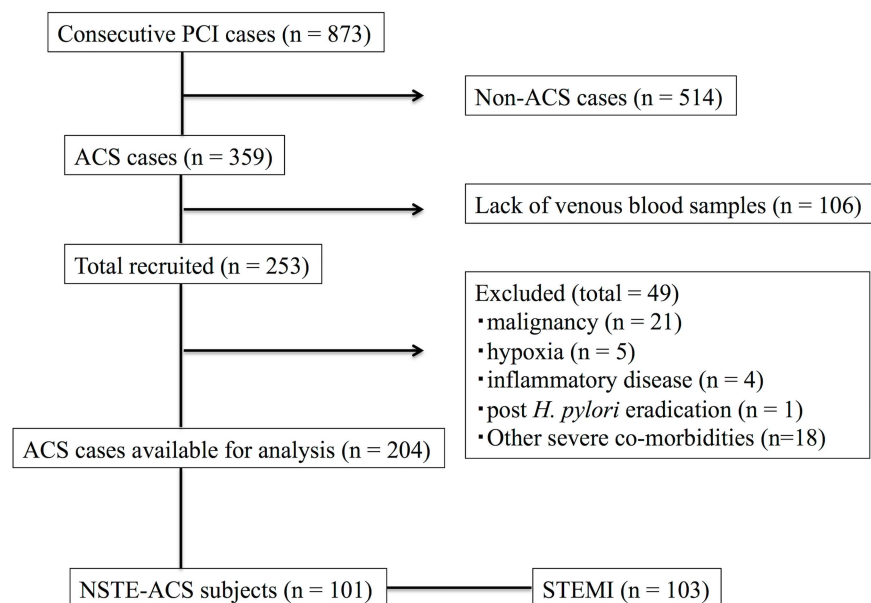 Consecutive PCI cases (n = 873)
Non-ACS cases (n = 514)
ACS cases (n = 359)
Lack of venous blood samples (n = 106)
Total recruited (n = 253)
Excluded (total = 49)
・malignancy (n = 21)
・hypoxia (n = 5)
・inflammatory disease (n = 4)
・post H. pylori eradication (n = 1)
・Other severe co-morbidities (n=18)
ACS cases available for analysis (n = 204)
NSTE-ACS subjects (n = 101)
STEMI (n = 103)